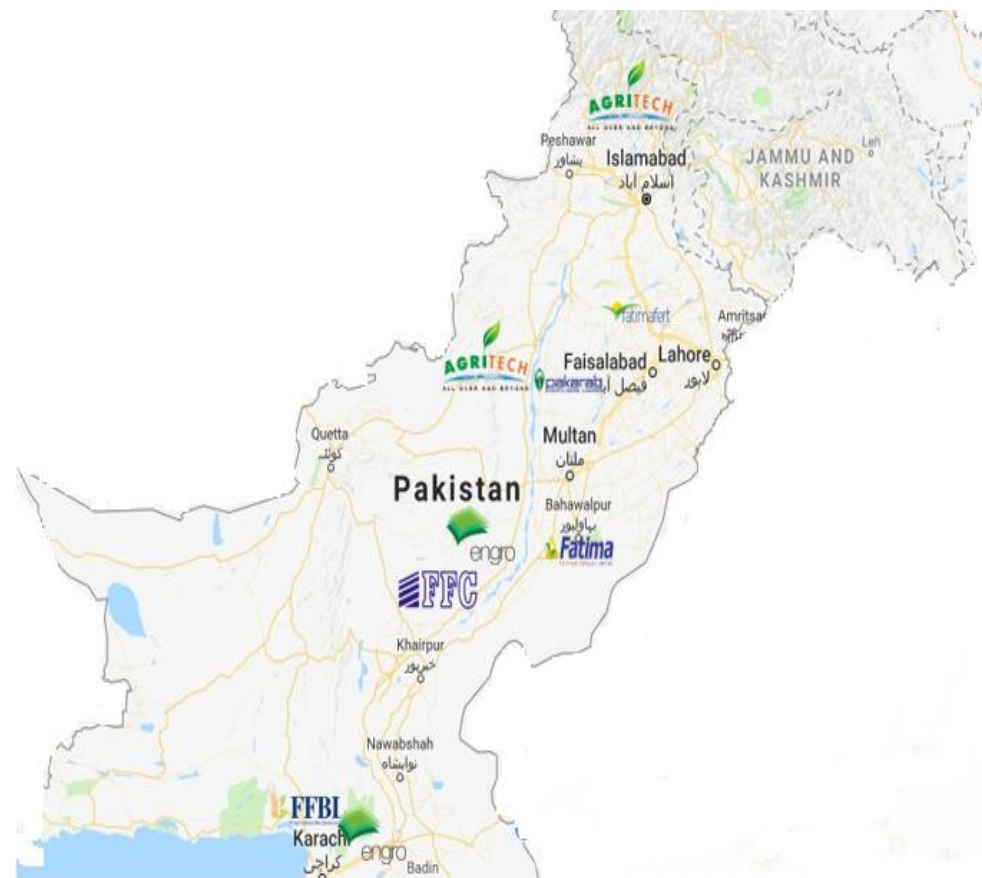 AGRITECH
ALL OVER AND BEYOND
Peshawar
پشاور
Islamabad
اسلام آباد
Leh
JAMMU AND
KASHMIR
fatimafert
Amritsar
Faisalabad
فیصل آبا
Lahore
لاہور
AGRITECH
ALL OVER AND BEYOND
pakarab
Multan
ملتان
Quetta
کوئٹہ
Pakistan
Bahawalpur
بہاولپور
engro
Fatima
FFC
Khairpur
خیرپور
Nawabshah
نوابشاہ
FFBL
Karachi
کراچی
engro
Badin